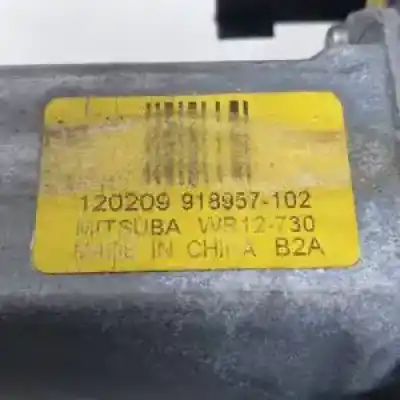 120209 918957-102
MITSUBA WR12-730
MADE IN CHINA B2A